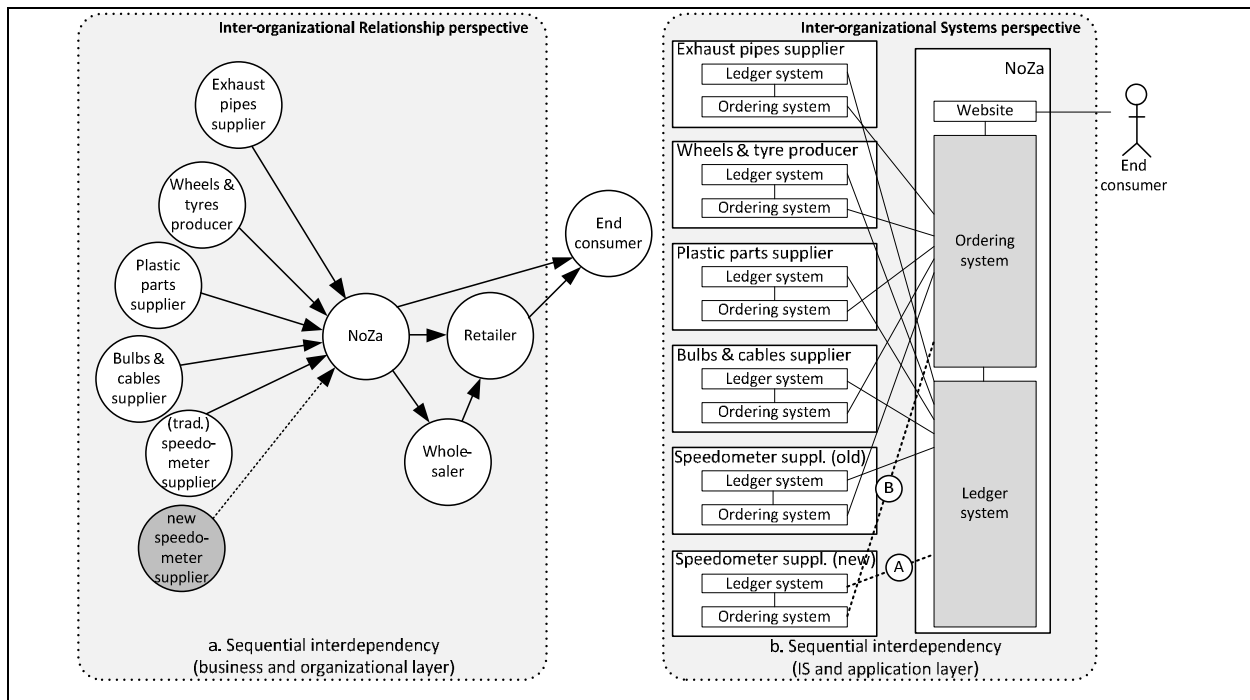 Inter-organizational Relationship perspective
Exhaust
pipes
supplier
Wheels &
tyres
producer
Plastic
parts
supplier
Bulbs &
cables
supplier
(trad.)
speedo-
meter
supplier
new
speedo-
meter
supplier
NoZa
Retailer
Whole-
saler
End
consumer
a. Sequential interdependency
(business and organizational layer)
Inter-organizational Systems perspective
Exhaust pipes supplier
Ledger system
Ordering system
Wheels & tyre producer
Ledger system
Ordering system
Plastic parts supplier
Ledger system
Ordering system
Bulbs & cables supplier
Ledger system
Ordering system
Speedometer suppl. (old)
Ledger system
Ordering system
Speedometer suppl. (new)
Ledger system
Ordering system
B
A
NoZa
Website
Ordering
system
Ledger
system
End
consumer
b. Sequential interdependency
(IS and application layer)